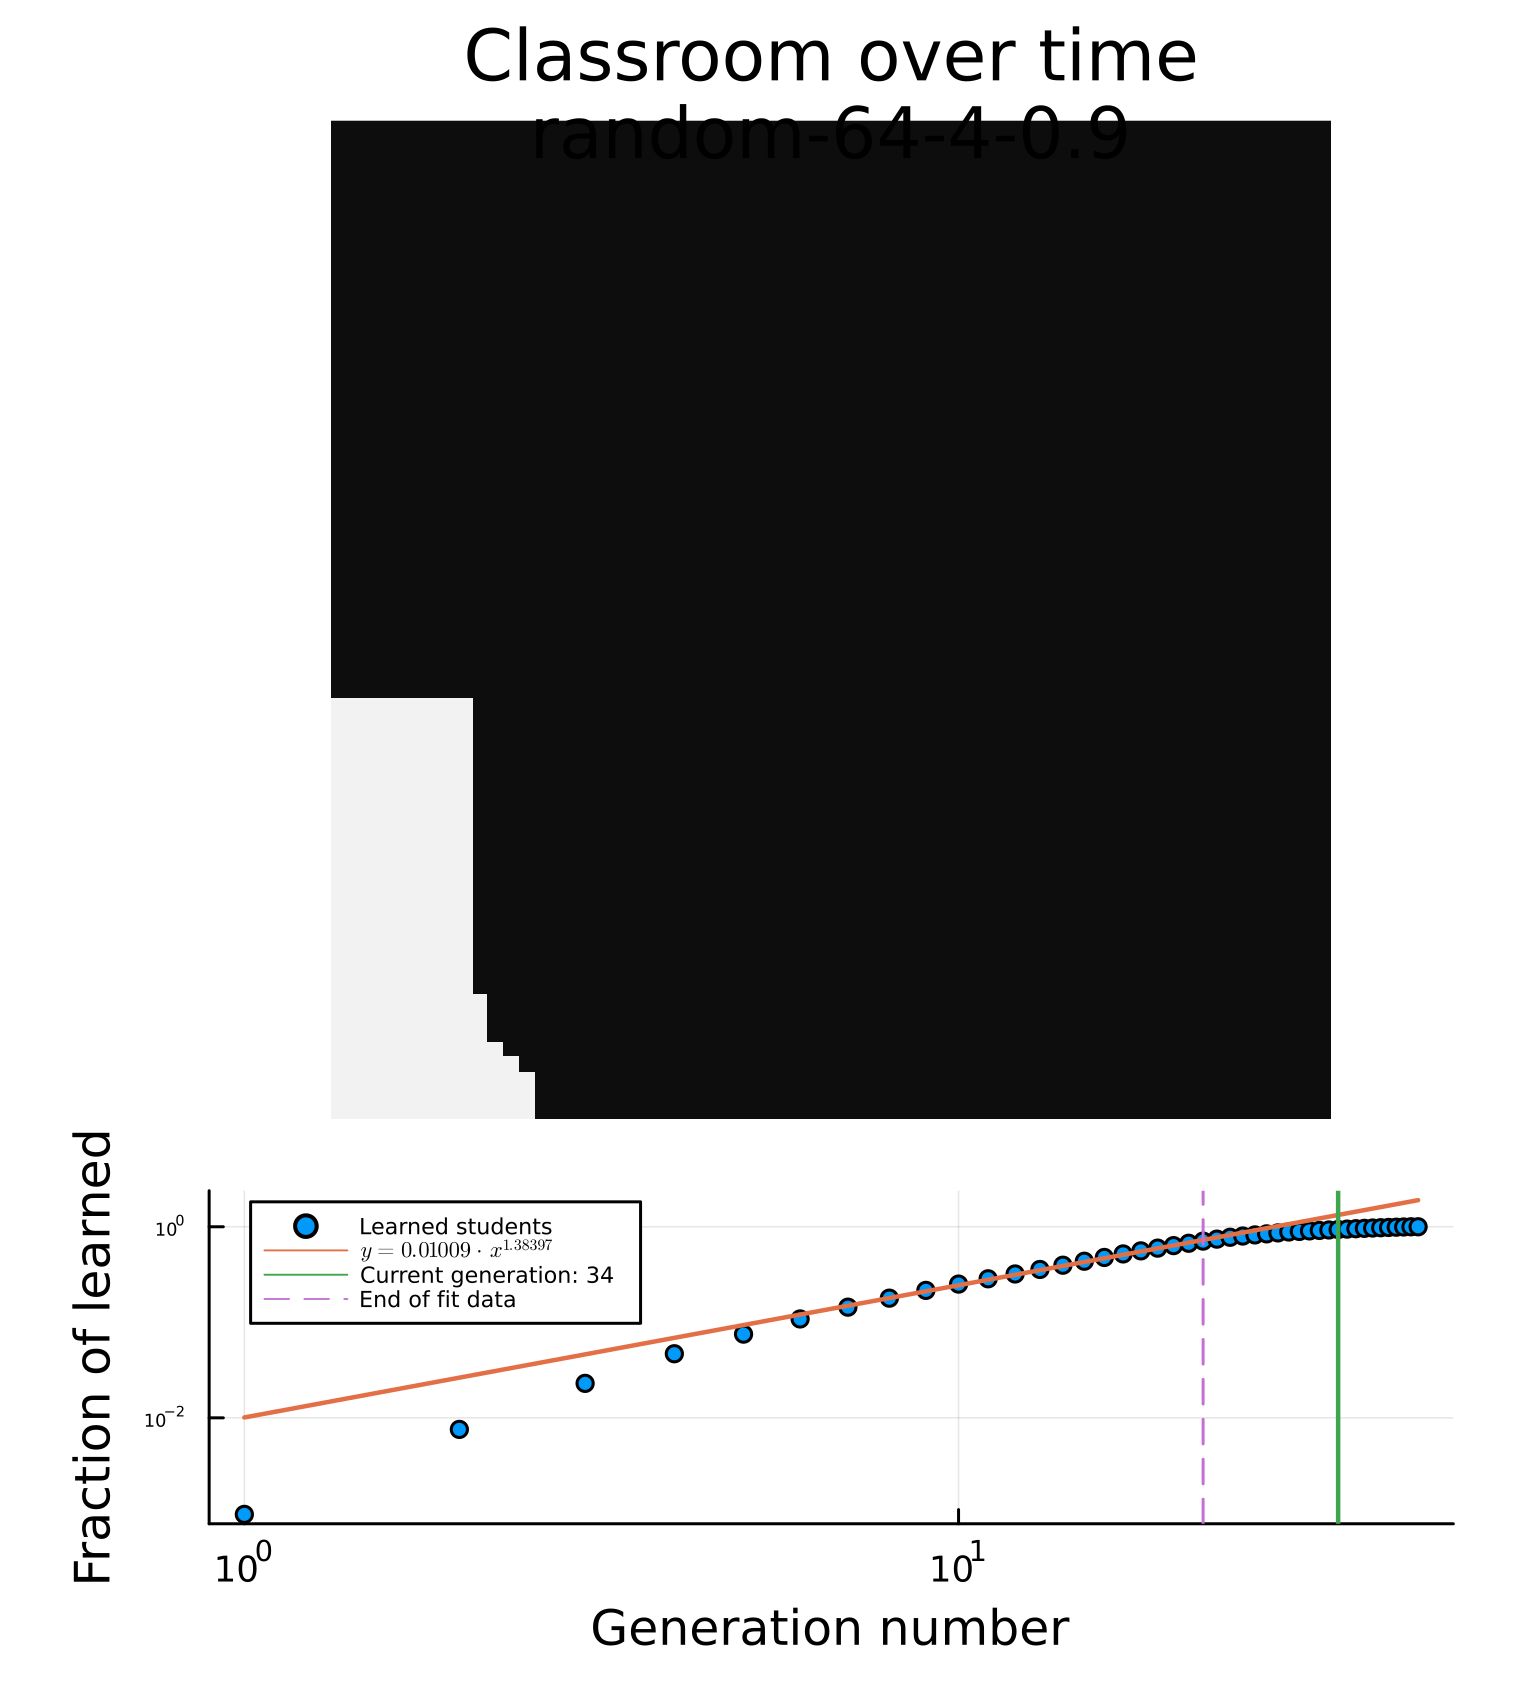 Classroom over time
random-64-4-0.9
Fraction of learned
10^0
10^-2
Learned students
y = 0.01009 · x^1.38397
Current generation: 34
End of fit data
10^0
10^1
Generation number